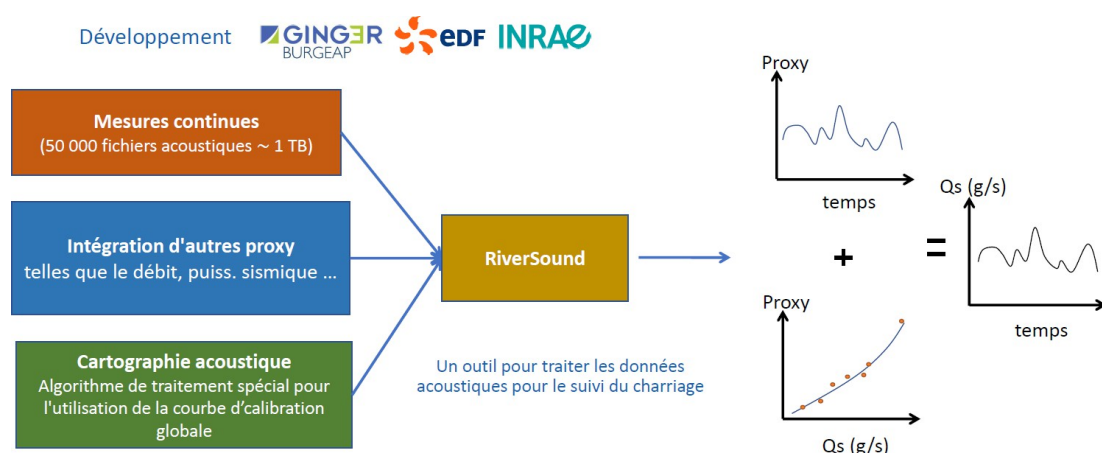 Développement
GINGER
BURGEAP
eDF
INRAE
Mesures continues
(50 000 fichiers acoustiques ~ 1 TB)
Intégration d'autres proxy
telles que le débit, puiss. sismique ...
Cartographie acoustique
Algorithme de traitement spécial pour
l'utilisation de la courbe d’calibration
globale
RiverSound
Un outil pour traiter les données
acoustiques pour le suivi du charriage
Proxy
temps
+
Proxy
Qs (g/s)
=
Qs (g/s)
temps